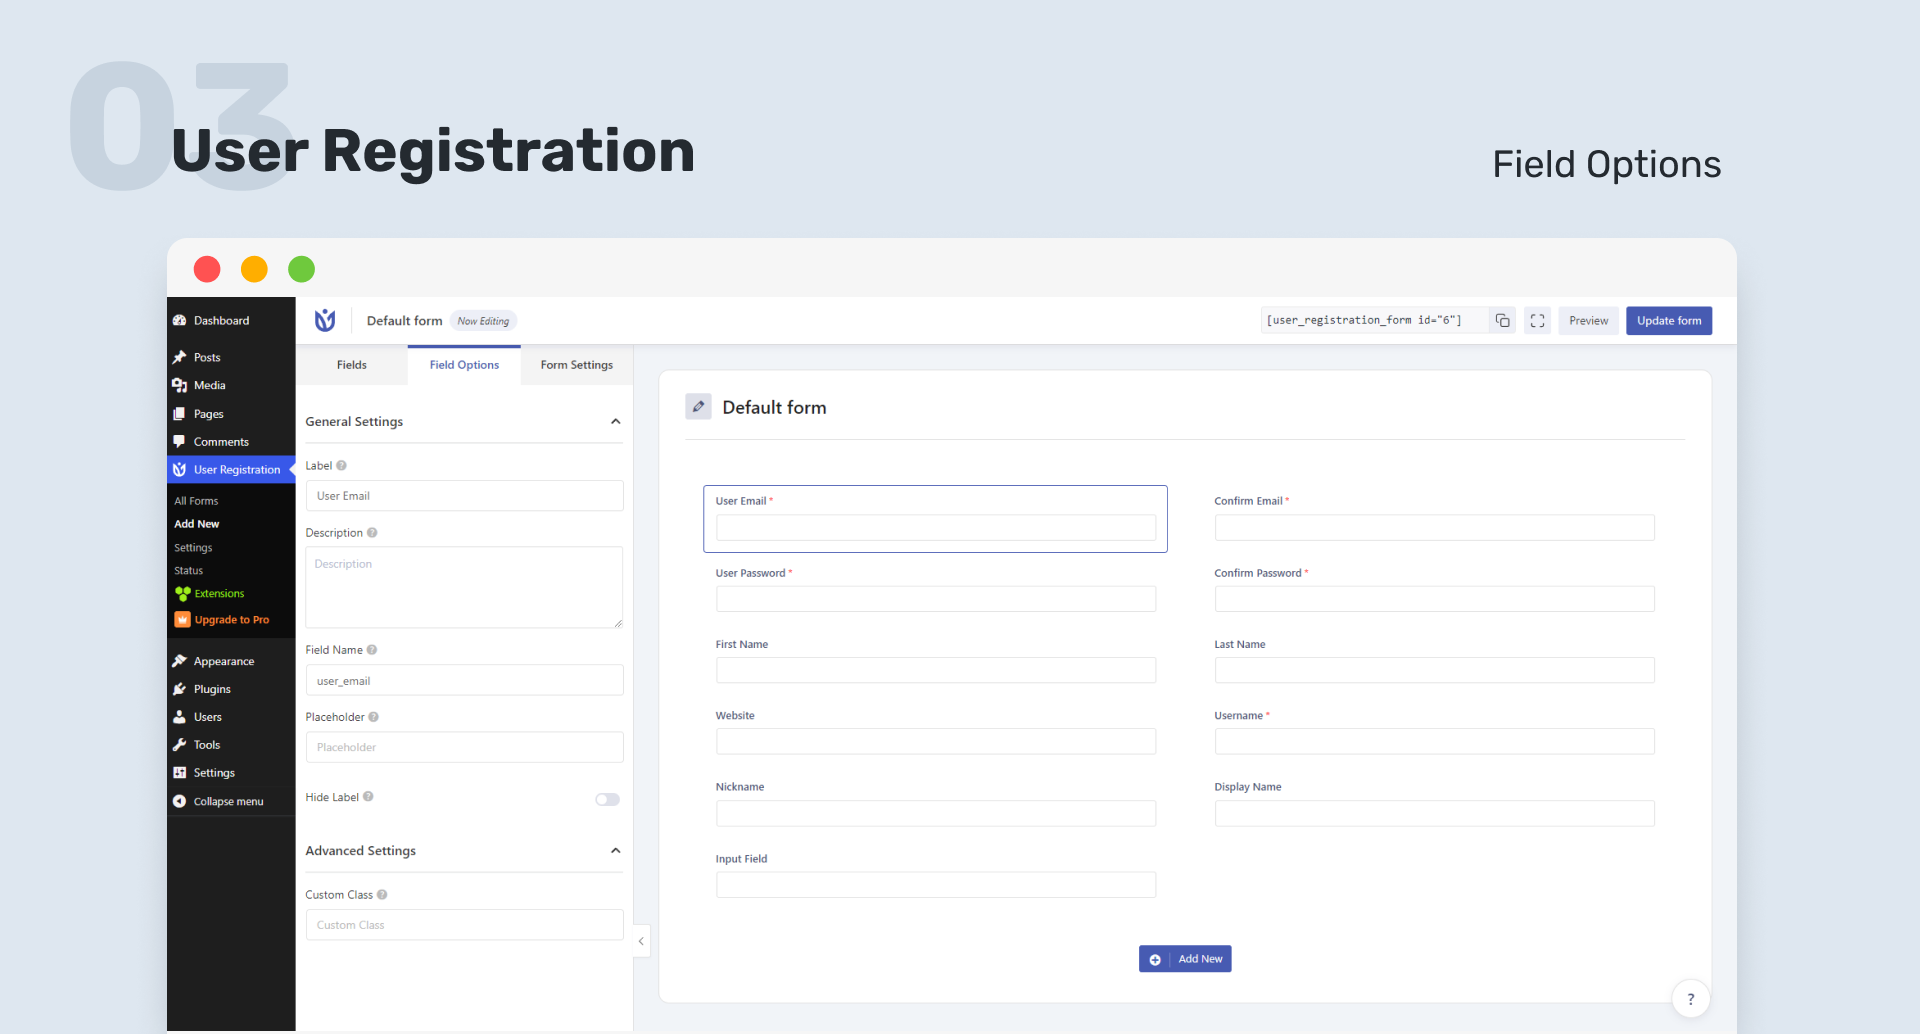 03
User Registration
Field Options
Dashboard
Posts
Media
Pages
Comments
User Registration
All Forms
Add New
Settings
Status
Extensions
Upgrade to Pro
Appearance
Plugins
Users
Tools
Settings
Collapse menu
Default form
Now Editing
[user_registration_form id="6"]
Preview
Update form
Fields
Field Options
Form Settings
General Settings
Label ?
User Email
Description ?
Description
Field Name ?
user_email
Placeholder ?
Placeholder
Hide Label ?
Advanced Settings
Custom Class ?
Custom Class
Default form
User Email *
Confirm Email *
User Password *
Confirm Password *
First Name
Last Name
Website
Username *
Nickname
Display Name
Input Field
Add New
?